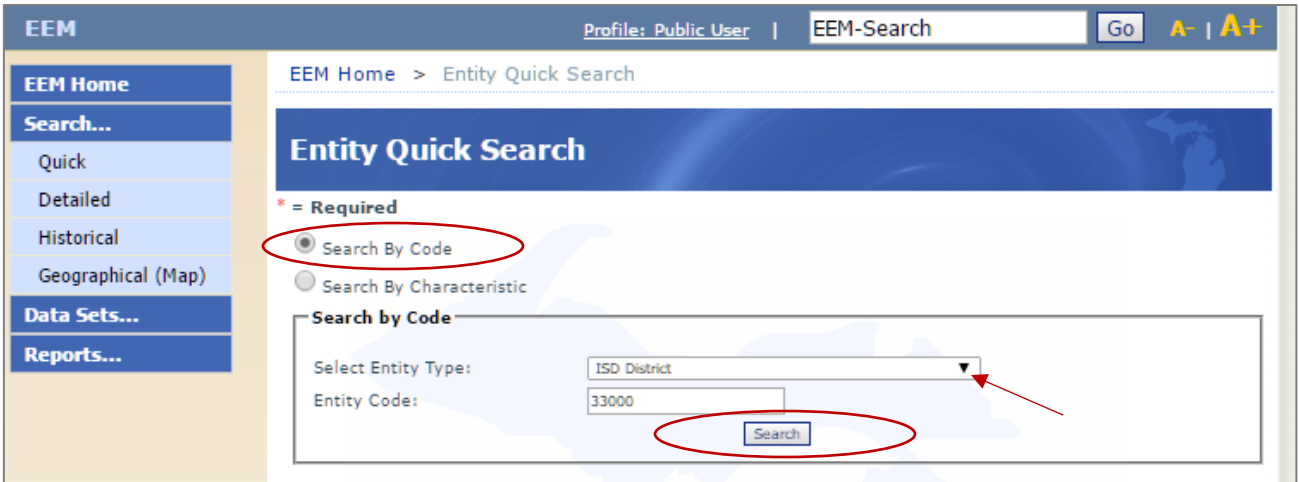 EEM
Profile: Public User | EEM-Search Go A- | A+
EEM Home
Search...
Quick
Detailed
Historical
Geographical (Map)
Data Sets...
Reports...
EEM Home > Entity Quick Search
Entity Quick Search
* = Required
Search By Code
Search By Characteristic
Search by Code
Select Entity Type: ISD District
Entity Code: 33000
Search